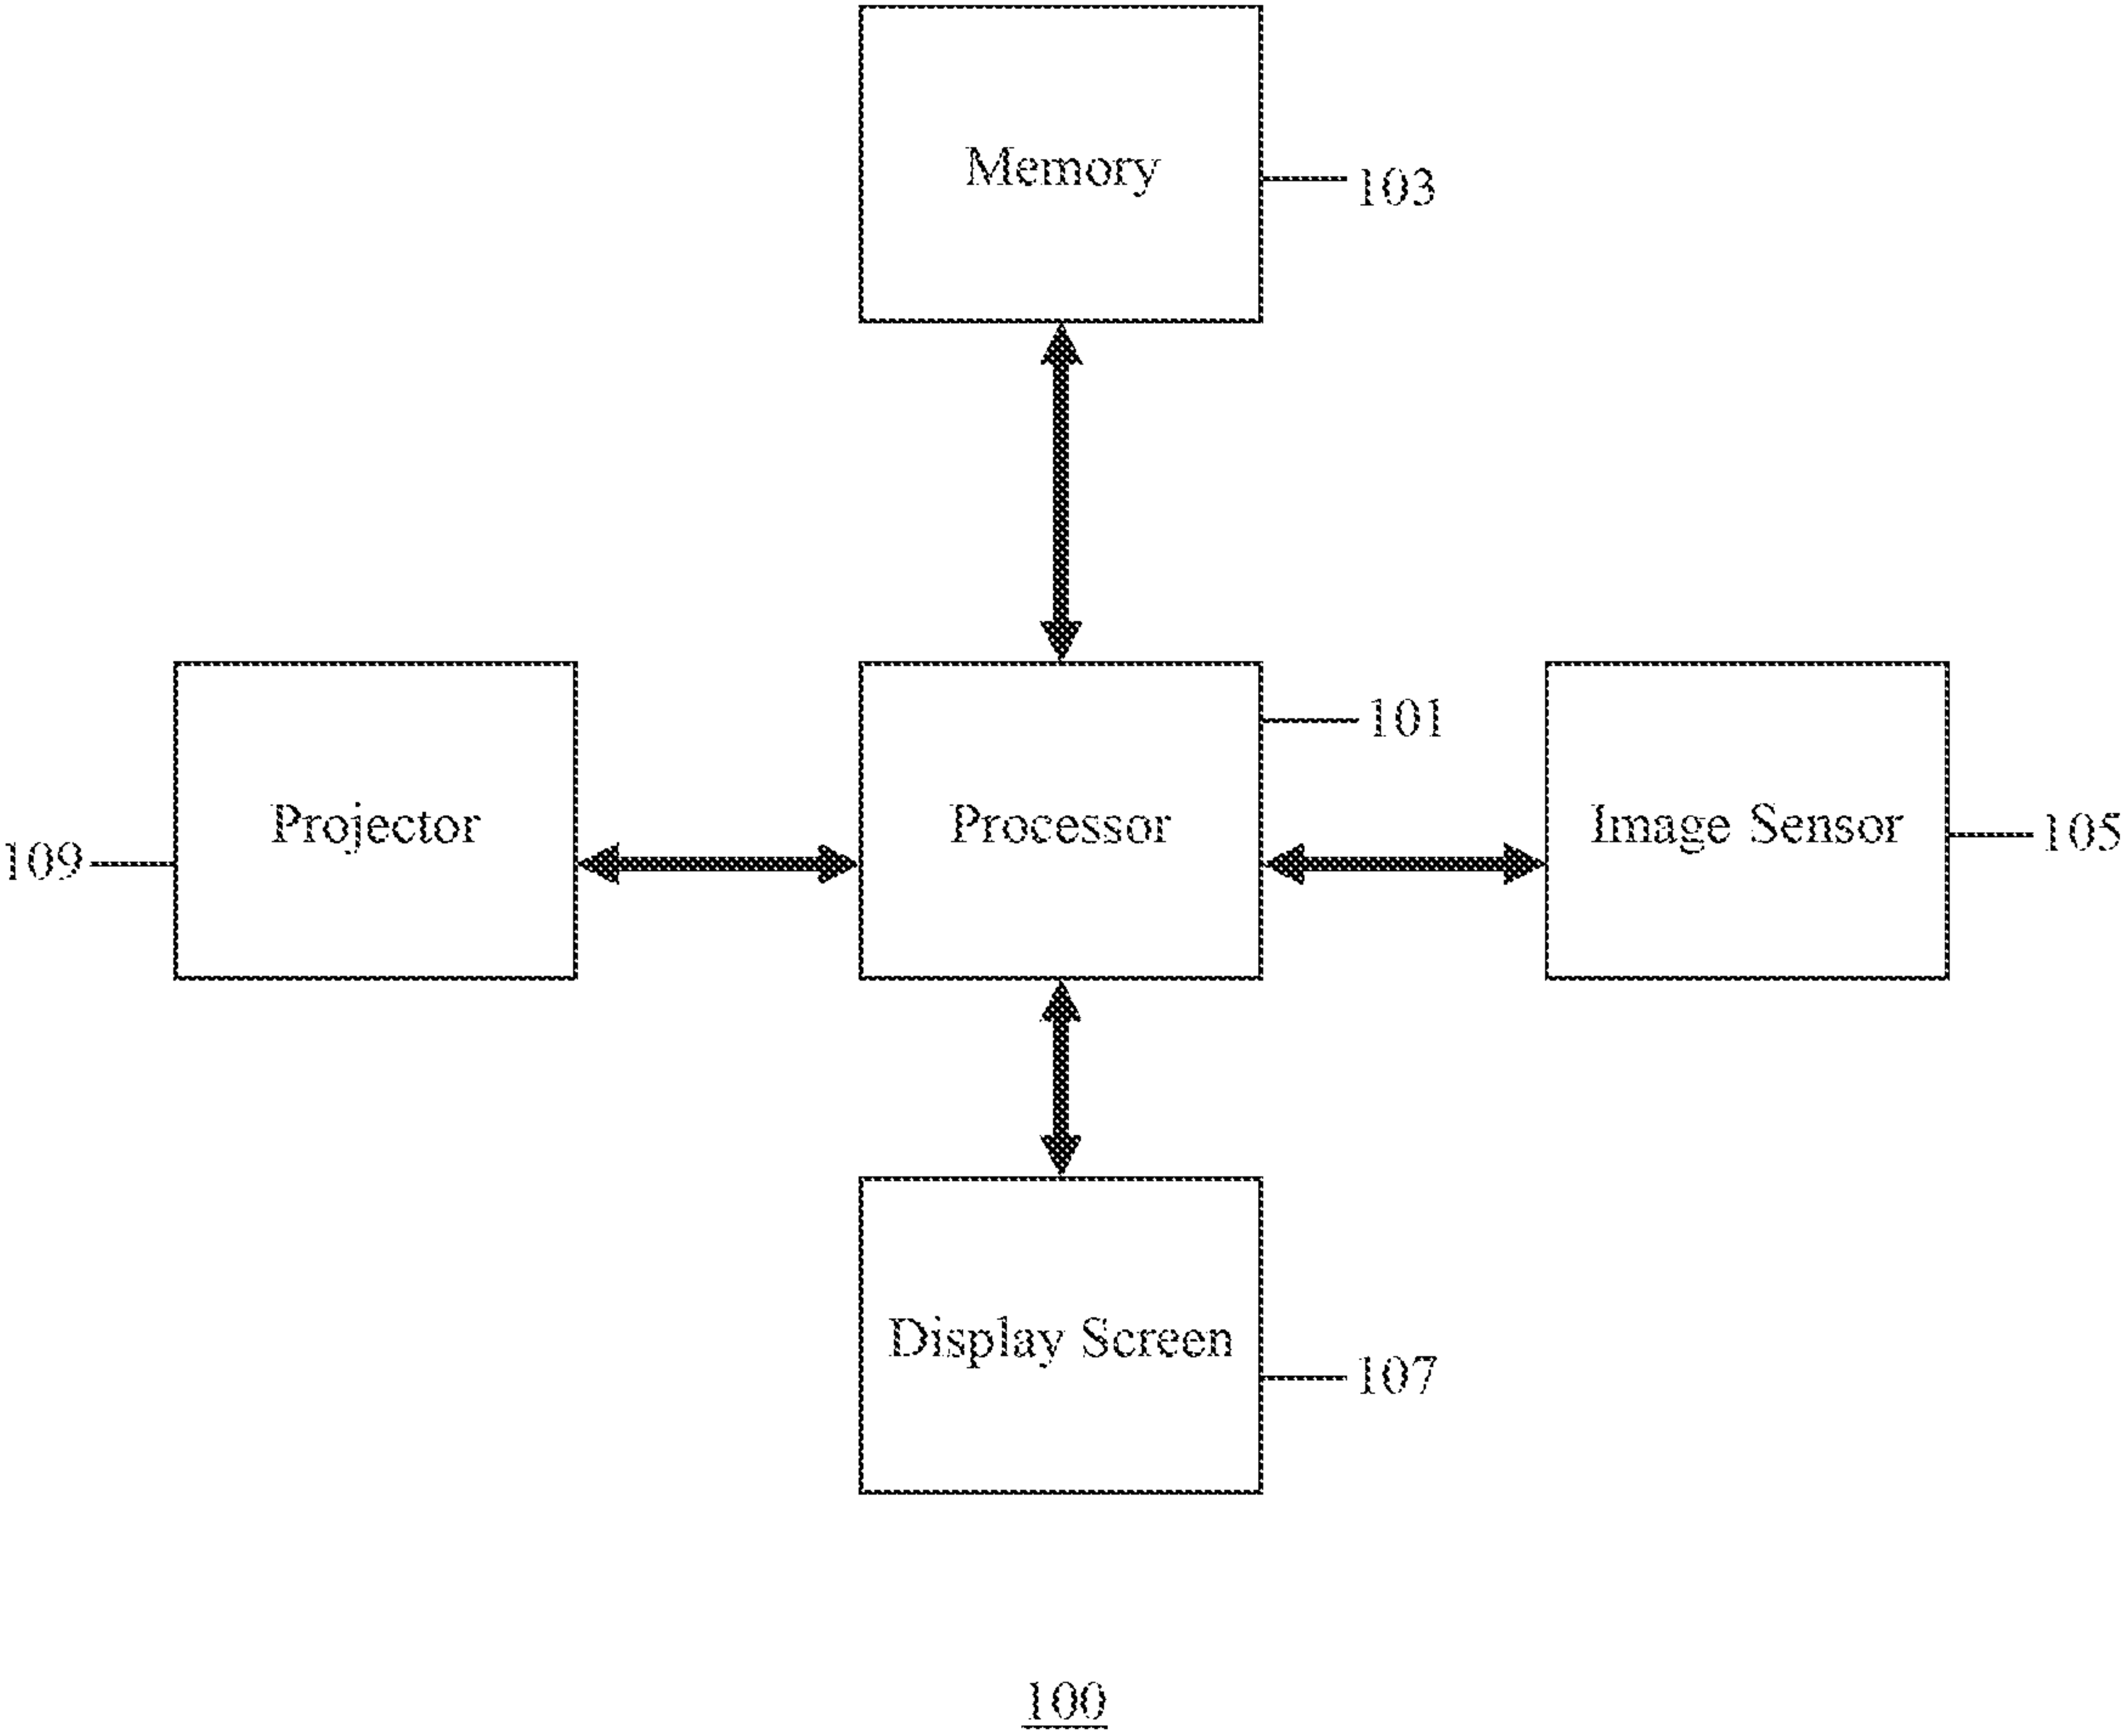 Memory
103
101
Projector
Processor
Image Sensor
105
109
Display Screen
107
100